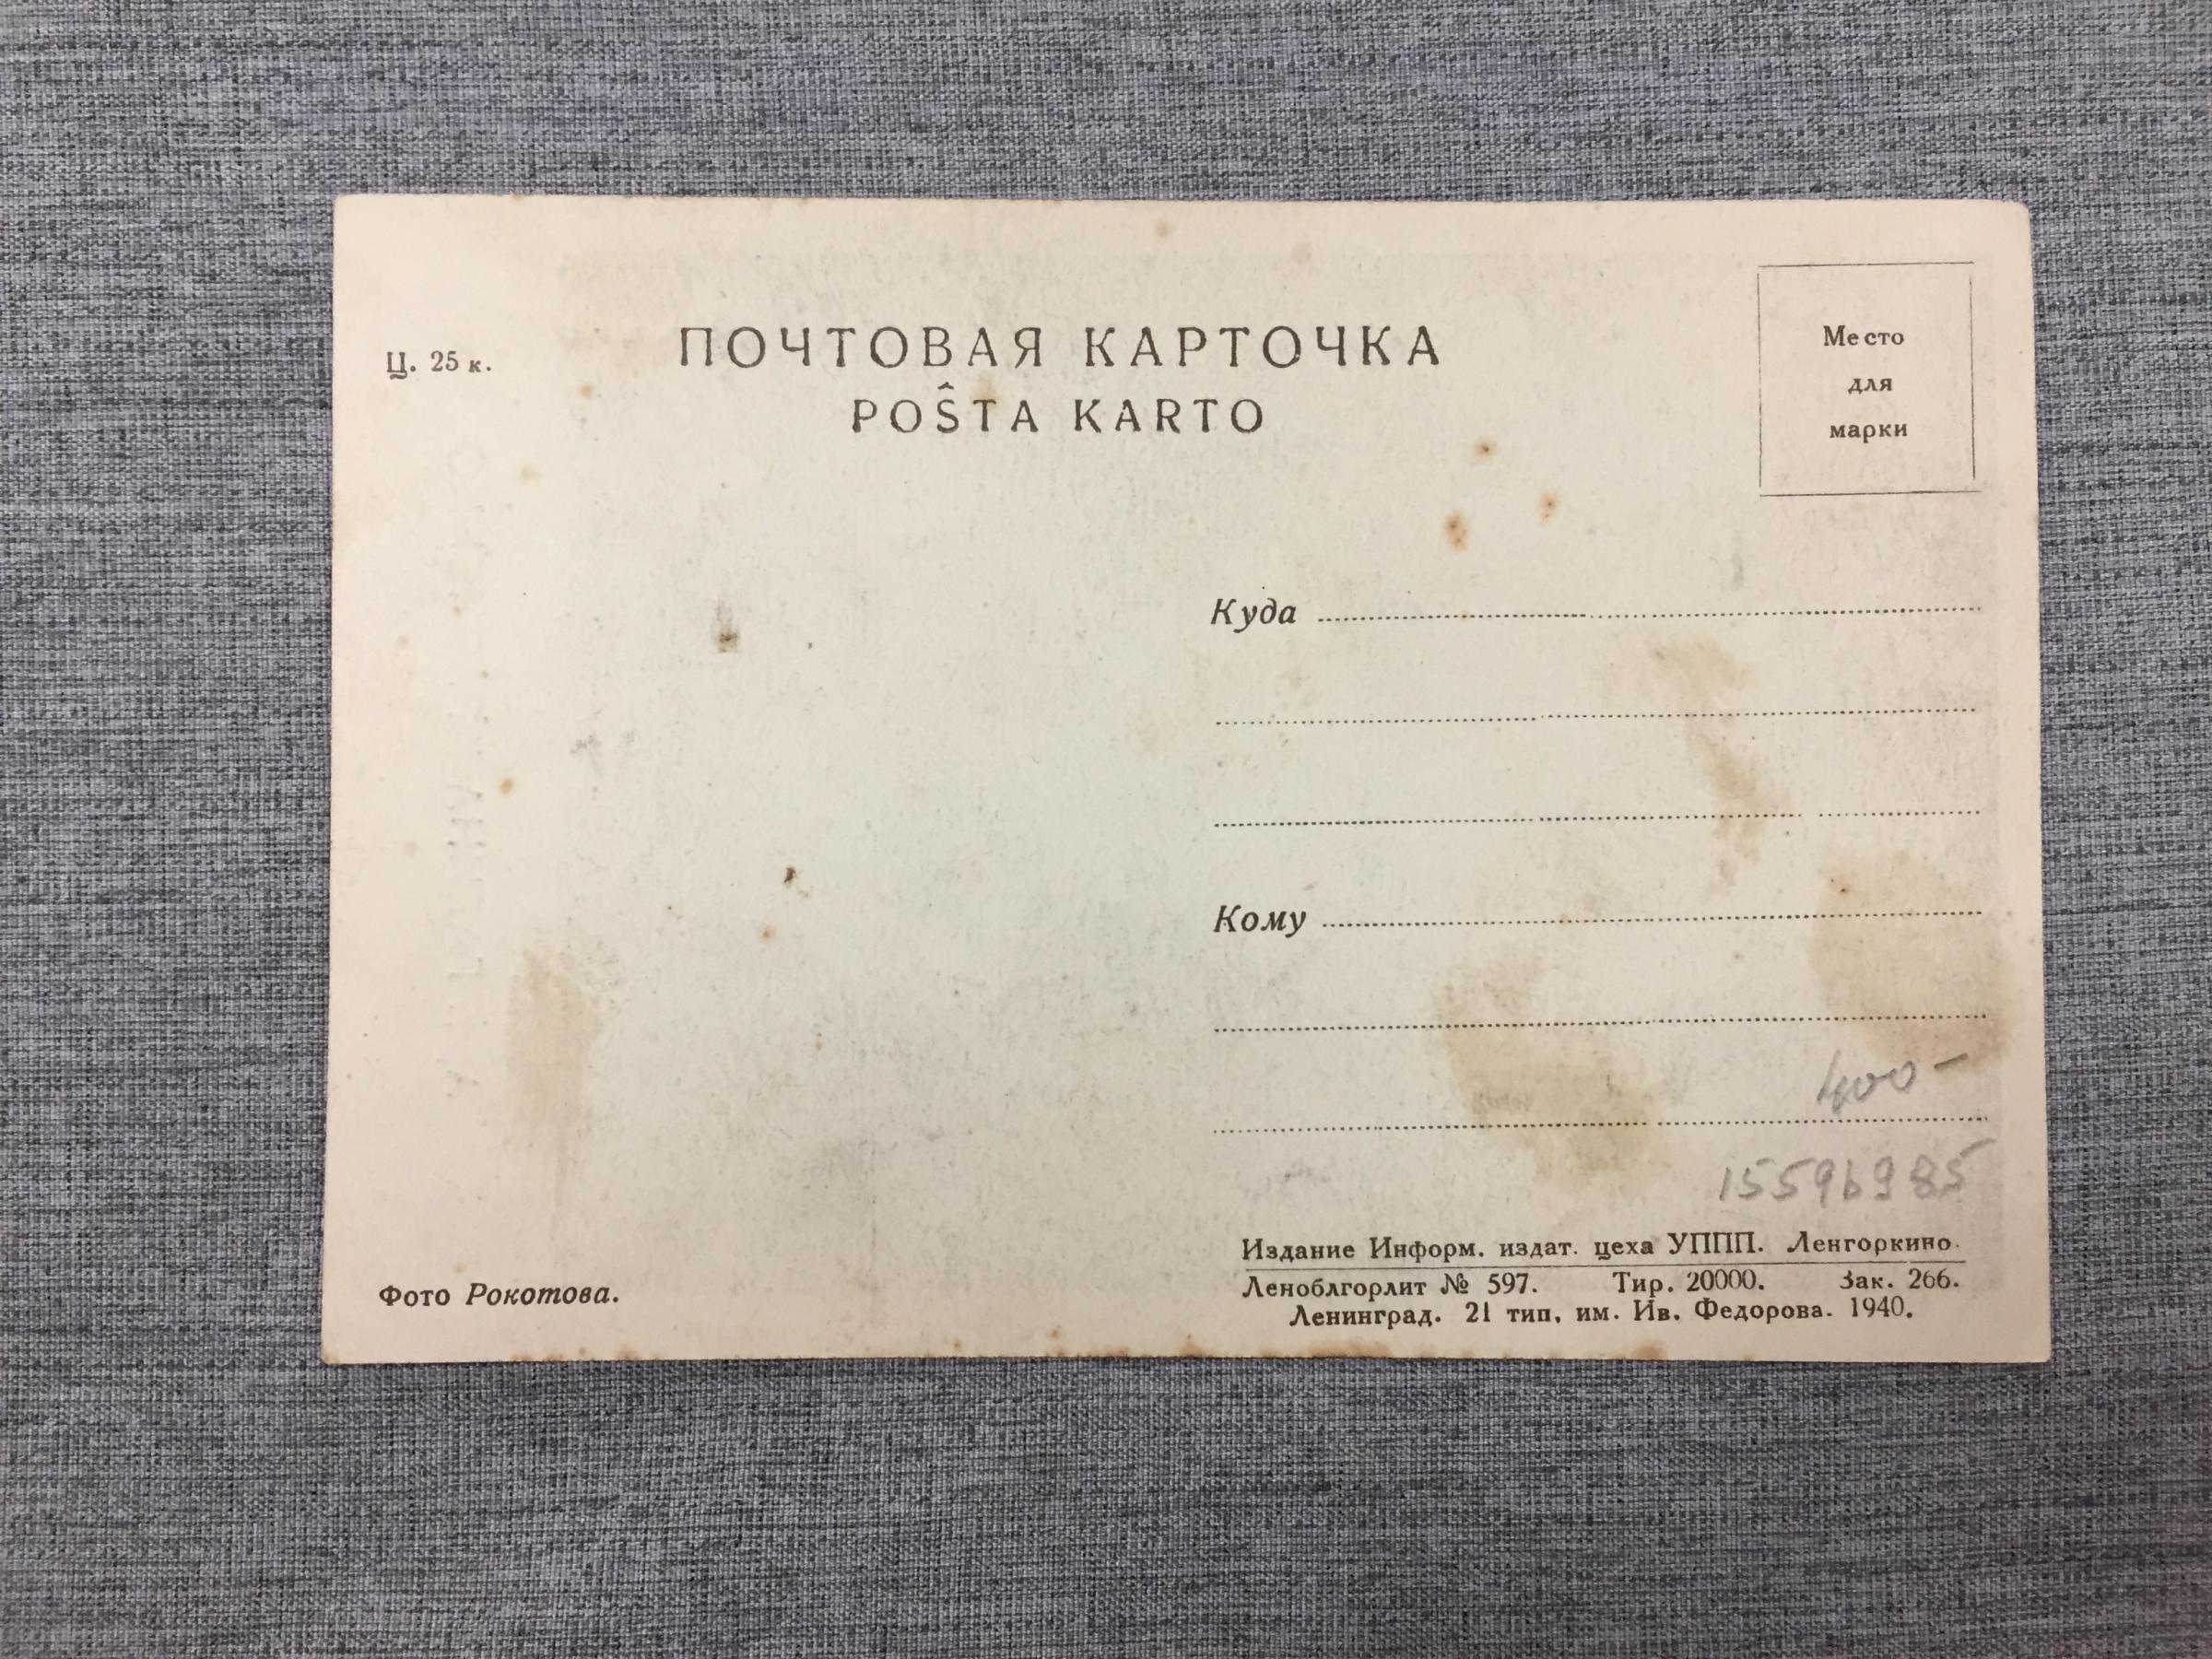 Ц. 25 к.
ПОЧТОВАЯ КАРТОЧКА
POŜTA KARTO
Место
для
марки
Куда
Кому
400 -
15596985
Фото Рокотова.
Издание Информ. издат. цеха УППП. Ленгоркино.
Леноблгорлит № 597. Тир. 20000. Зак. 266.
Ленинград. 21 тип. им. Ив. Федорова. 1940.